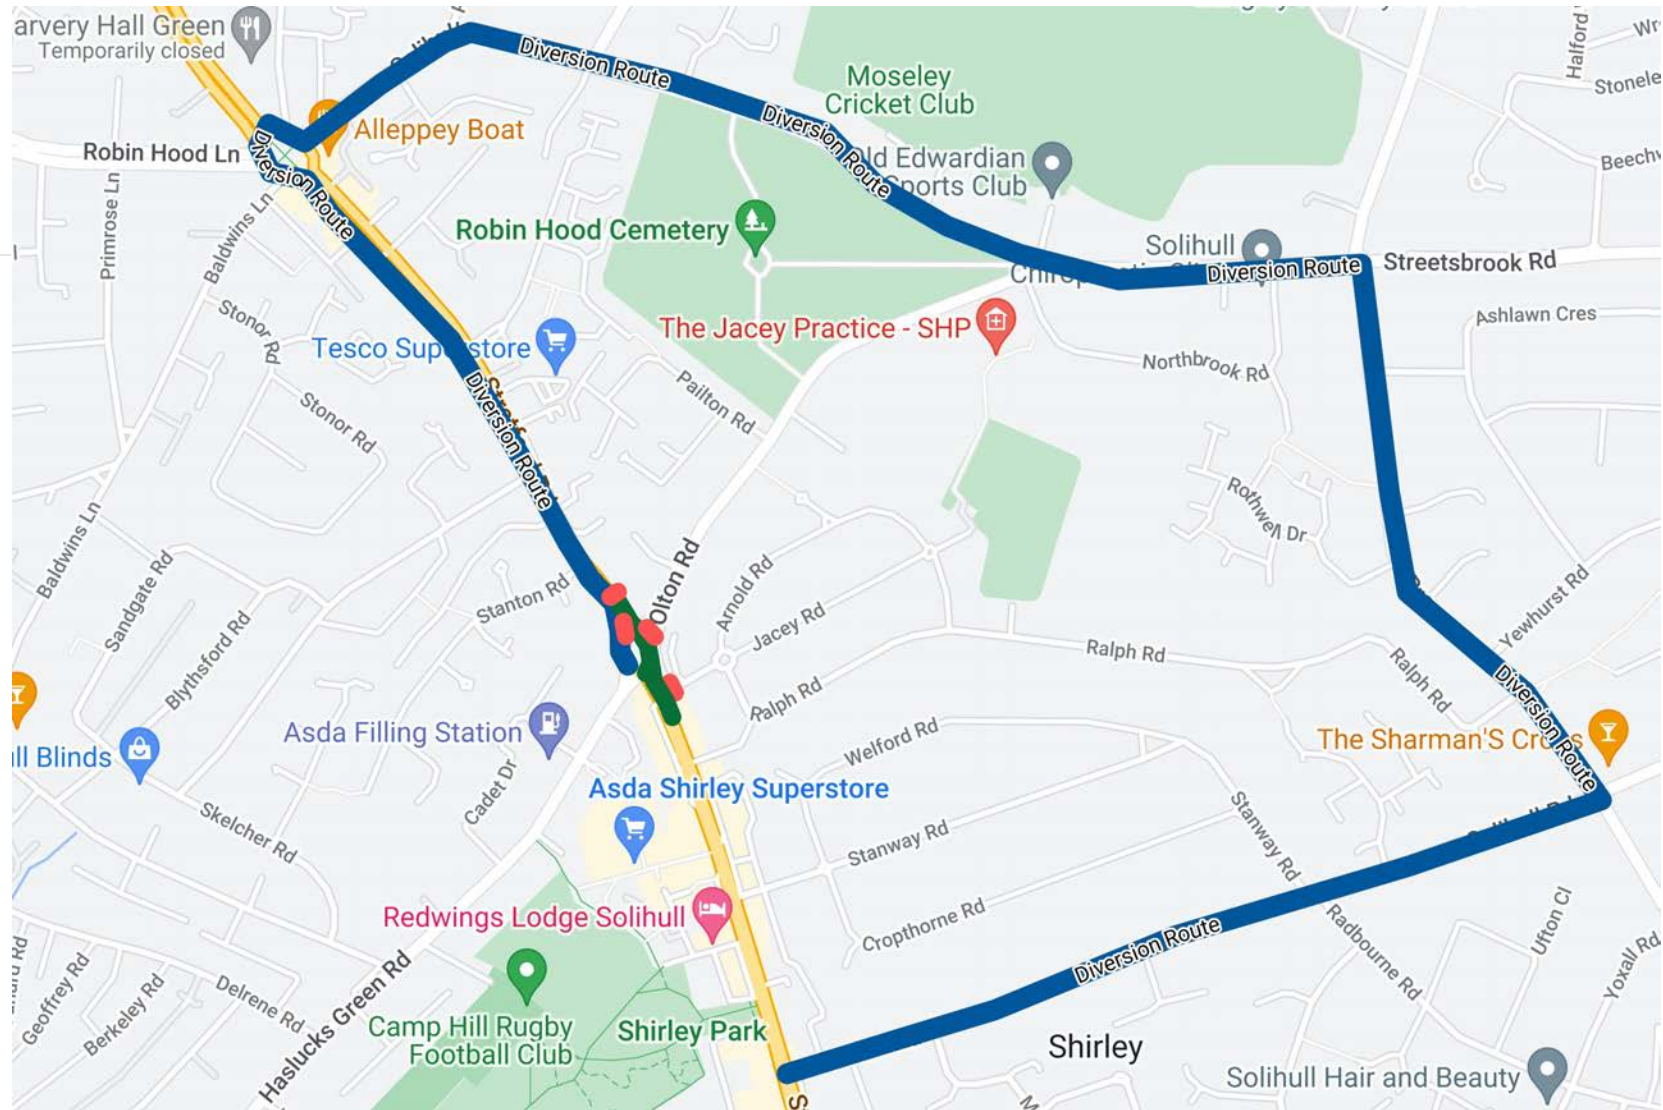 arvery Hall Green
Temporarily closed
Diversion Route
Moseley
Cricket Club
Halford
Stonele
Alleppey Boat
Diversion Route
Robin Hood Ln
Diversion Route
Diversion Route
Old Edwardian
Sports Club
Beechw
Primrose Ln
Baldwins Ln
Robin Hood Cemetery
Solihull
Diversion Route
Streetsbrook Rd
Stonor Rd
Tesco Superstore
The Jacey Practice - SHP
Ashlawn Cres
Northbrook Rd
Pailton Rd
Stonor Rd
Diversion Route
Rothwell Dr
Baldwins Ln
Sandgate Rd
Stanton Rd
Olton Rd
Arnold Rd
Jacey Rd
Yewhurst Rd
Blythsford Rd
Ralph Rd
Ralph Rd
Ralph Rd
Diversion Route
Asda Filling Station
ll Blinds
Welford Rd
The Sharman'S Cross
Cadet Dr
Asda Shirley Superstore
Skelcher Rd
Stanway Rd
Stanway Rd
Redwings Lodge Solihull
Cropthorne Rd
Radbourne Rd
Ufton Cl
Diversion Route
Yoxall Rd
Geoffrey Rd
Berkeley Rd
Delrene Rd
Haslucks Green Rd
Camp Hill Rugby
Football Club
Shirley Park
Shirley
Solihull Hair and Beauty